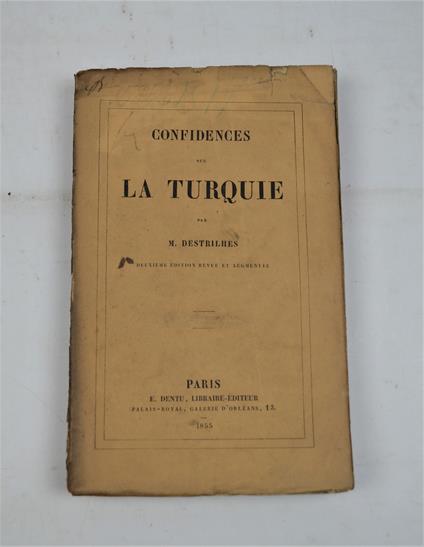 CONFIDENCES
SUR
LA TURQUIE
PAR
M. DESTRILHES
DEUXIÈME ÉDITION REVUE ET AUGMENTÉE
PARIS
E. DENTU, LIBRAIRE-ÉDITEUR
PALAIS-ROYAL, GALERIE D'ORLÉANS, 13.
1855